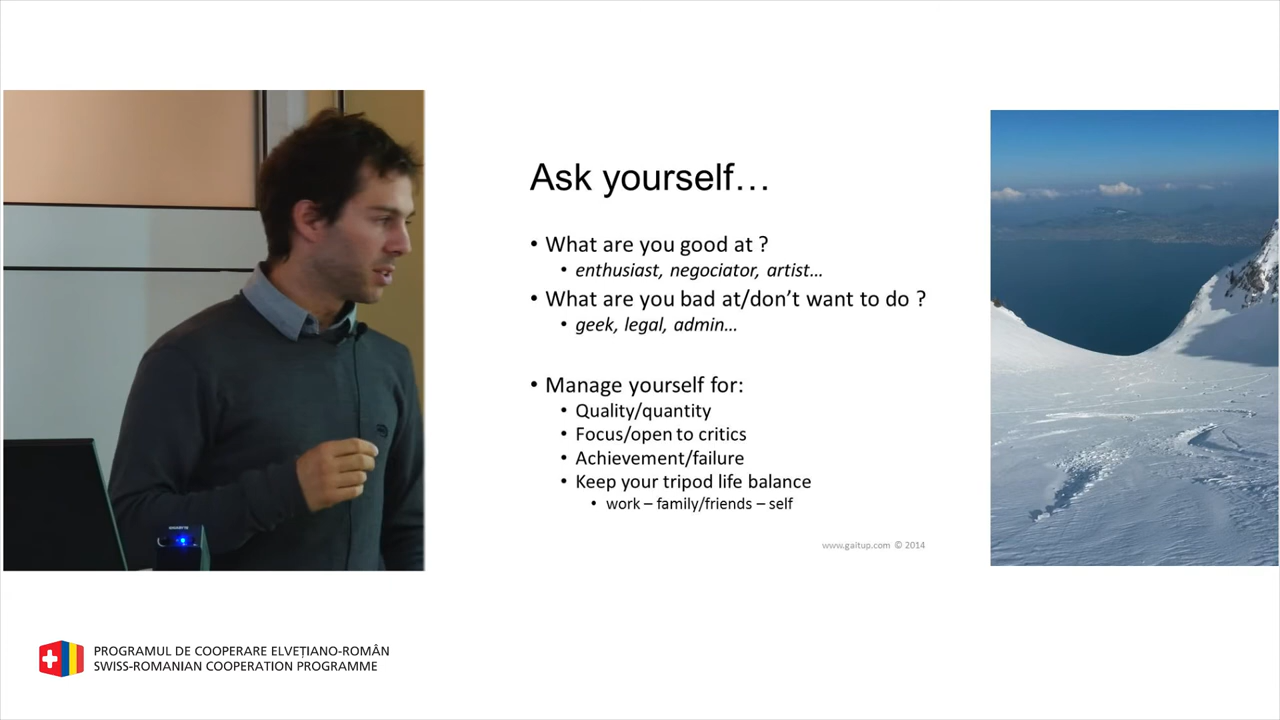 Ask yourself…
• What are you good at ?
• enthusiast, negociator, artist…
• What are you bad at/don’t want to do ?
• geek, legal, admin…
• Manage yourself for:
• Quality/quantity
• Focus/open to critics
• Achievement/failure
• Keep your tripod life balance
• work – family/friends – self
www.gaitup.com © 2014
PROGRAMUL DE COOPERARE ELVEȚIANO-ROMÂN
SWISS-ROMANIAN COOPERATION PROGRAMME